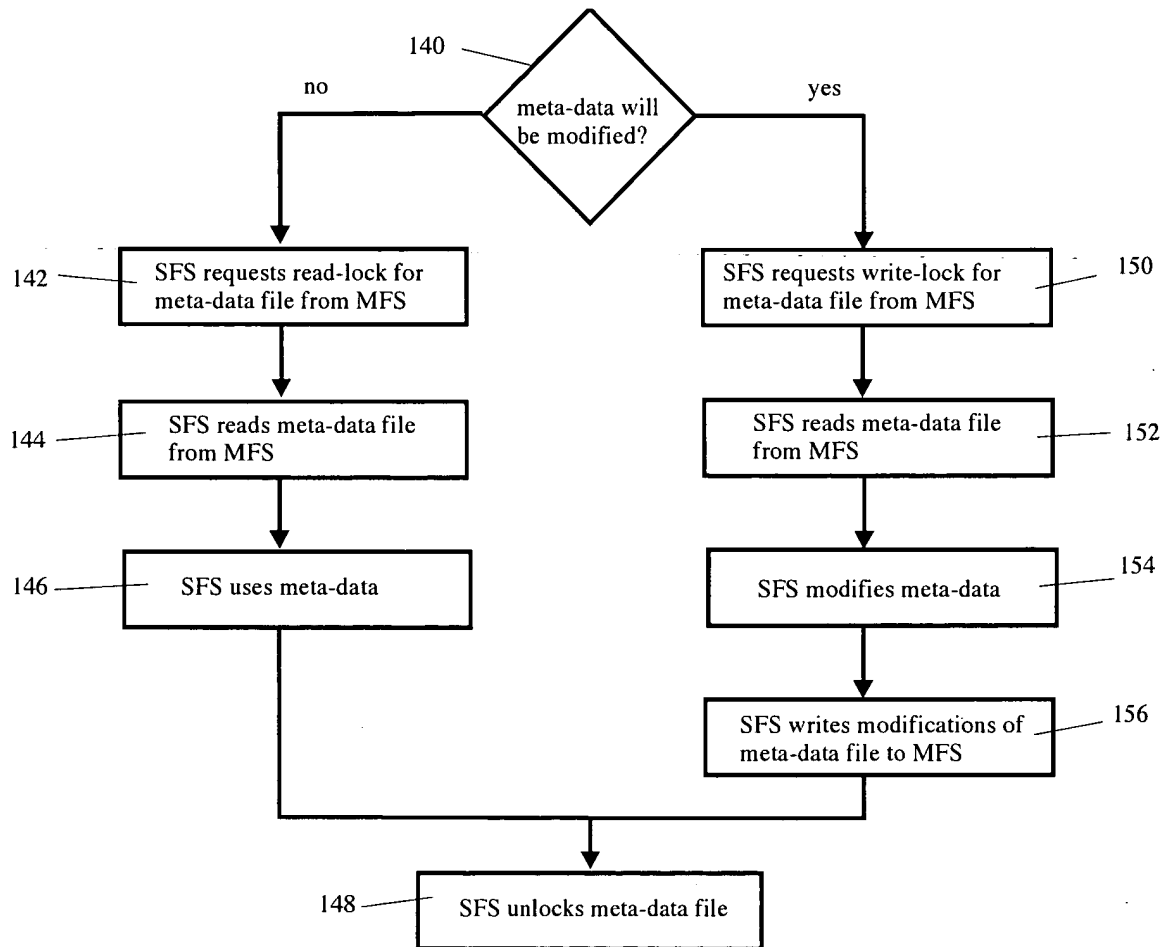 140
no
yes
meta-data will
be modified?
142
SFS requests read-lock for
meta-data file from MFS
SFS requests write-lock for
meta-data file from MFS
150
144
SFS reads meta-data file
from MFS
SFS reads meta-data file
from MFS
152
146
SFS uses meta-data
SFS modifies meta-data
154
SFS writes modifications of
meta-data file to MFS
156
148
SFS unlocks meta-data file